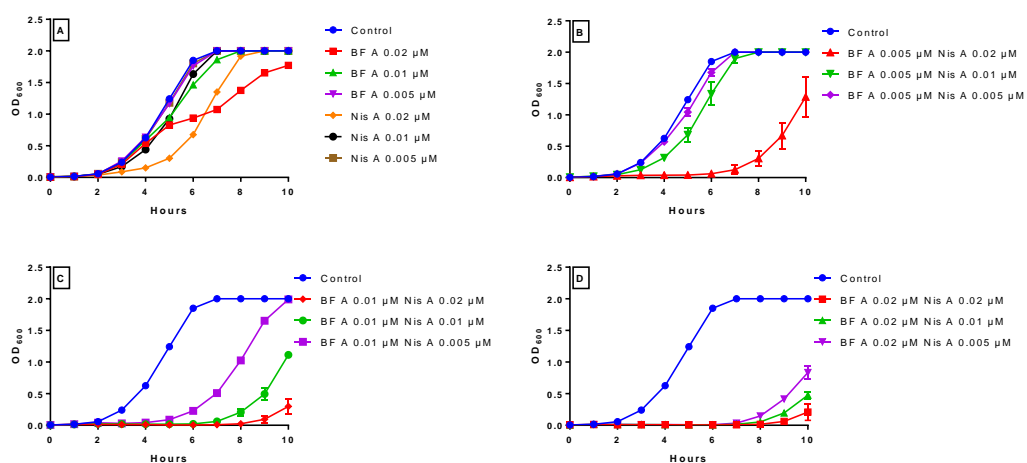 A
2.5
2.0
1.5
1.0
0.5
0.0
OD600
0 2 4 6 8 10
Hours
Control
BF A 0.02 µM
BF A 0.01 µM
BF A 0.005 µM
Nis A 0.02 µM
Nis A 0.01 µM
Nis A 0.005 µM
B
2.5
2.0
1.5
1.0
0.5
0.0
OD600
0 2 4 6 8 10
Hours
Control
BF A 0.005 µM Nis A 0.02 µM
BF A 0.005 µM Nis A 0.01 µM
BF A 0.005 µM Nis A 0.005 µM
C
2.5
2.0
1.5
1.0
0.5
0.0
OD600
0 2 4 6 8 10
Hours
Control
BF A 0.01 µM Nis A 0.02 µM
BF A 0.01 µM Nis A 0.01 µM
BF A 0.01 µM Nis A 0.005 µM
D
2.5
2.0
1.5
1.0
0.5
0.0
OD600
0 2 4 6 8 10
Hours
Control
BF A 0.02 µM Nis A 0.02 µM
BF A 0.02 µM Nis A 0.01 µM
BF A 0.02 µM Nis A 0.005 µM